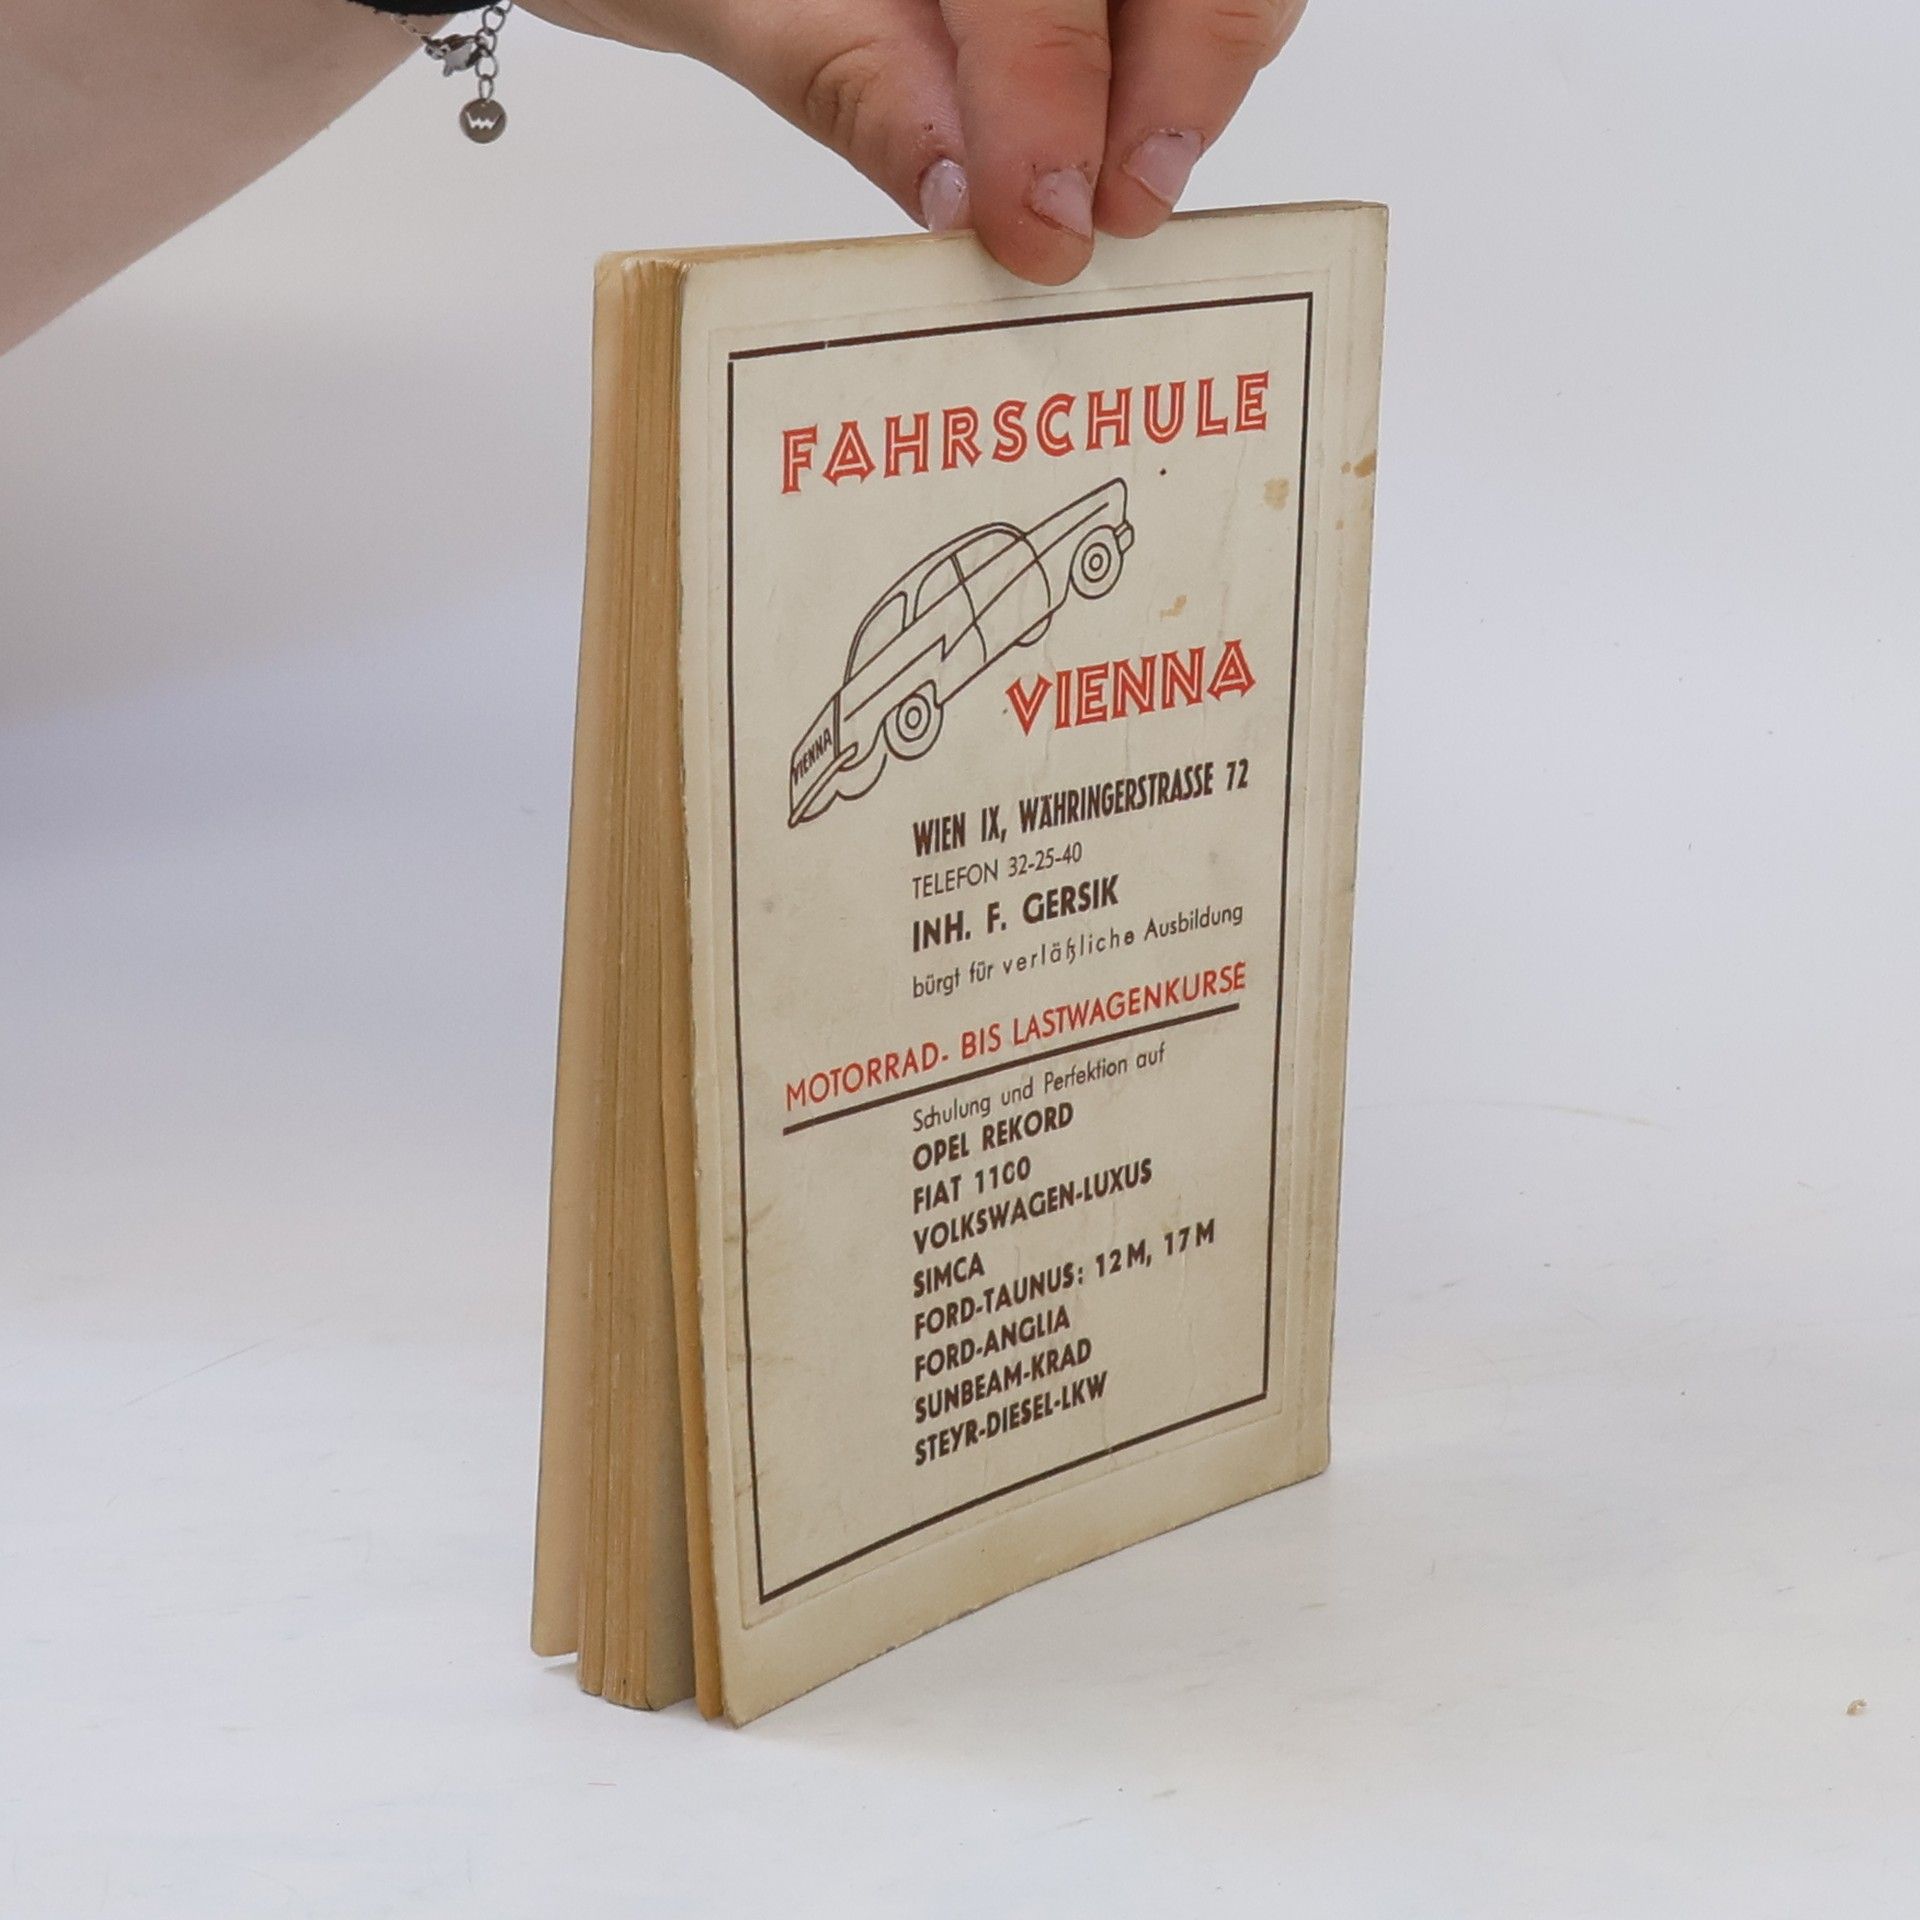 FAHRSCHULE
VIENNA
VIENNA
WIEN IX, WÄHRINGERSTRASSE 72
TELEFON 32-25-40
INH. F. GERSIK
bürgt für verläßliche Ausbildung
MOTORRAD- BIS LASTWAGENKURSE
Schulung und Perfektion auf
OPEL REKORD
FIAT 1100
VOLKSWAGEN-LUXUS
SIMCA
FORD-TAUNUS: 12 M, 17 M
FORD-ANGLIA
SUNBEAM-KRAD
STEYR-DIESEL-LKW